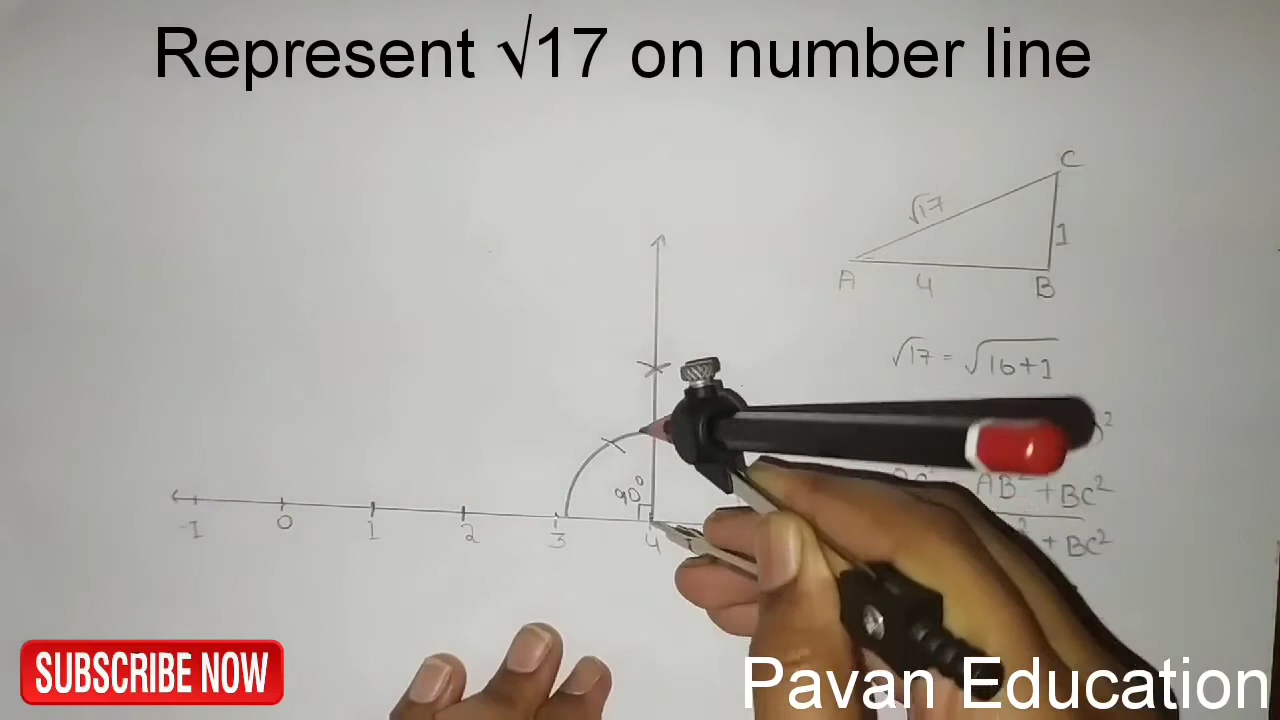 Represent √17 on number line
C
√17
1
A
4
B
√17 = √16+1
AB² + BC²
+ BC²
90°
-1
0
1
2
3
4
SUBSCRIBE NOW
Pavan Education